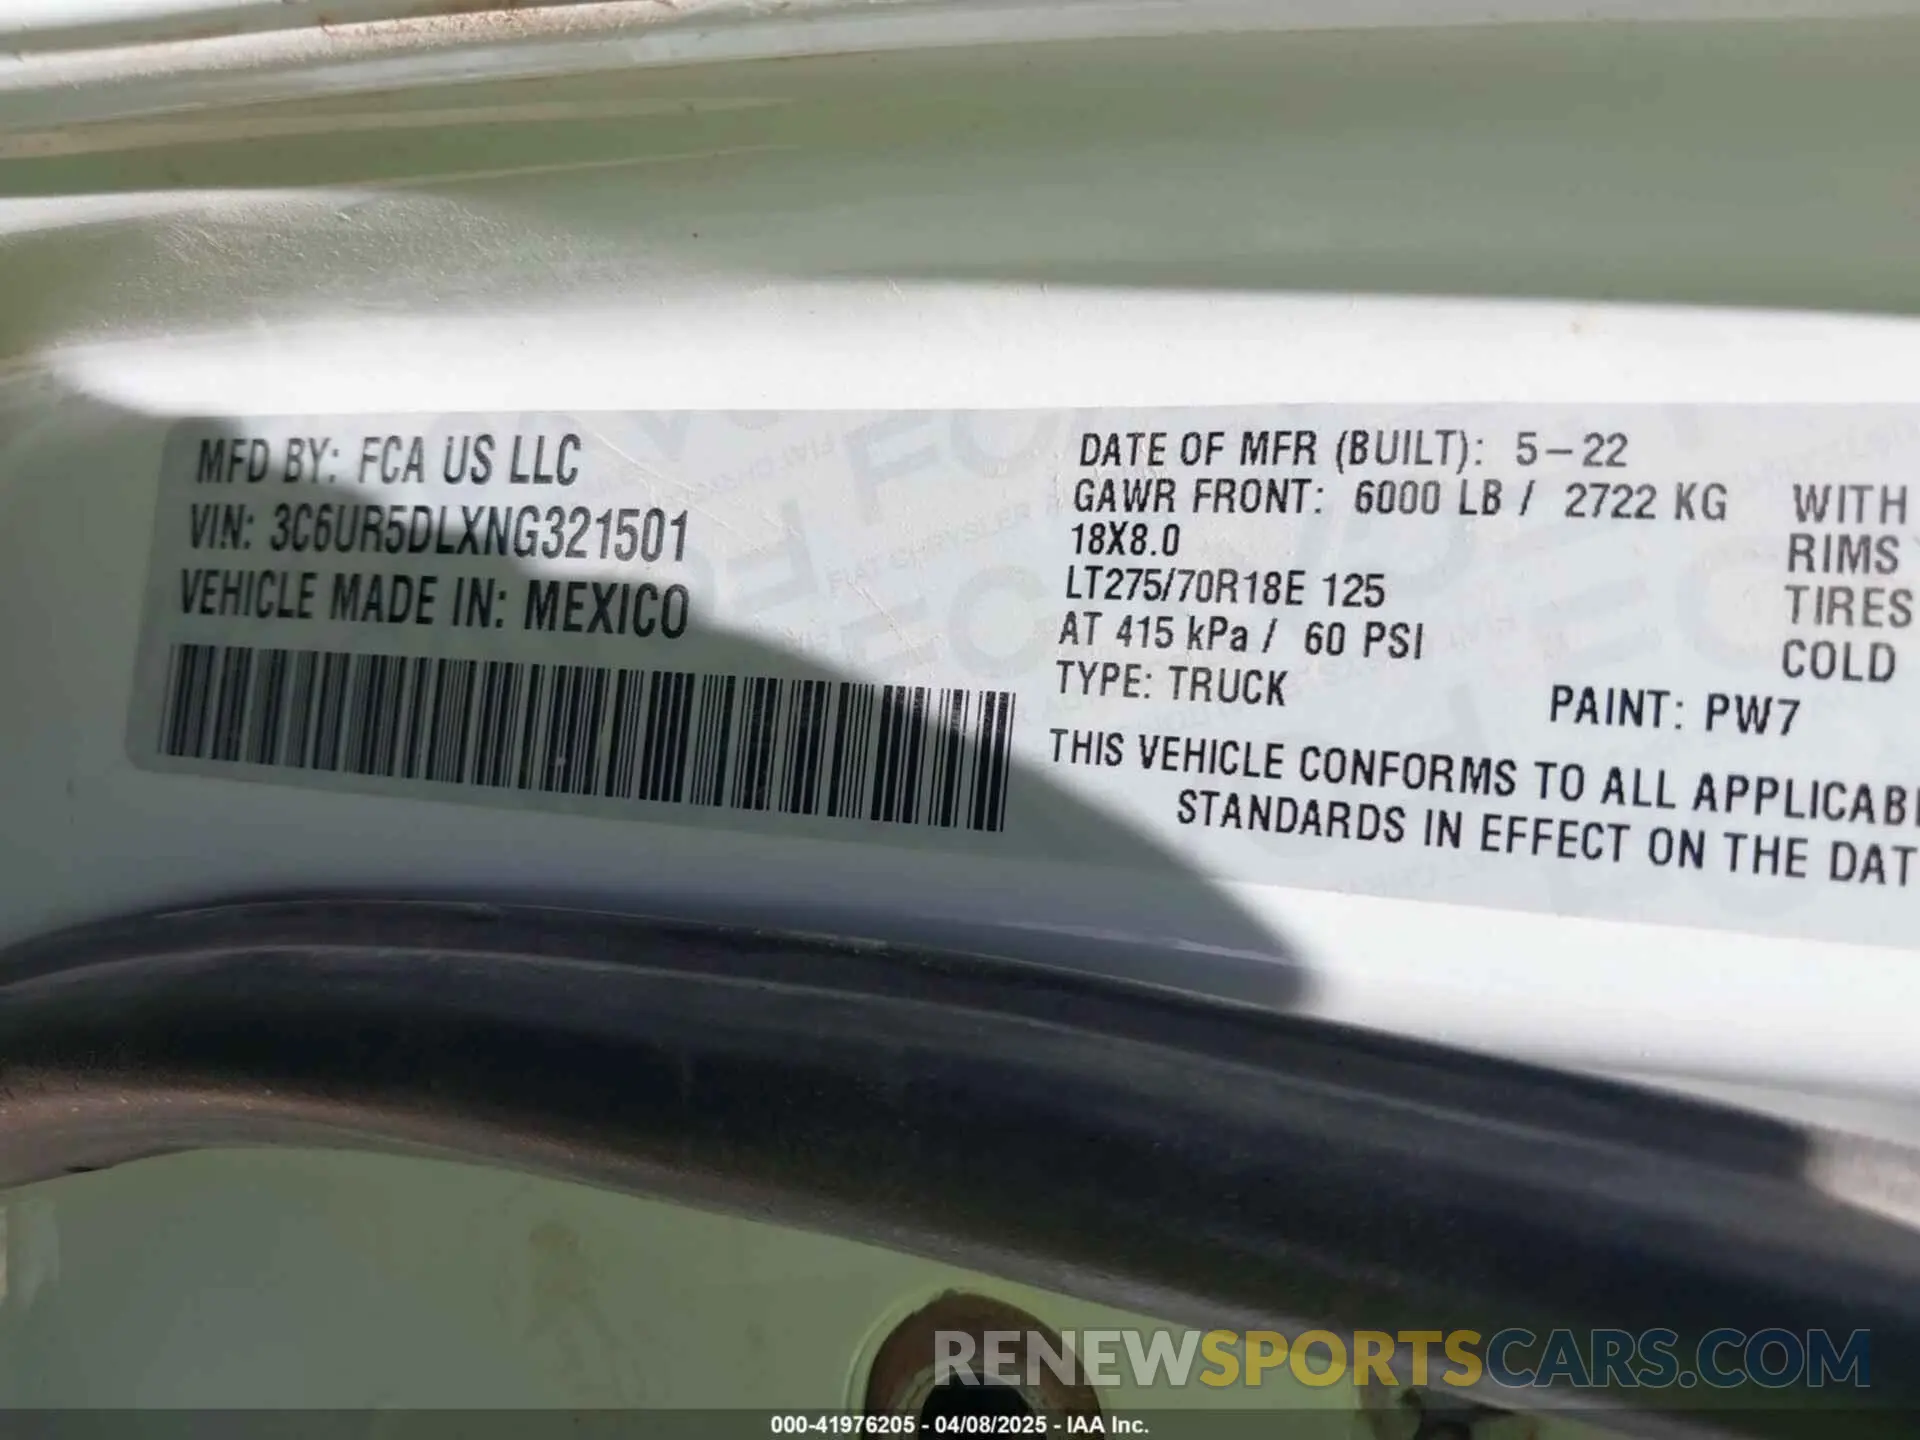 MFD BY: FCA US LLC
VIN: 3C6UR5DLXNG321501
VEHICLE MADE IN: MEXICO
DATE OF MFR (BUILT): 5-22
GAWR FRONT: 6000 LB / 2722 KG WITH
18X8.0 RIMS
LT275/70R18E 125 TIRES
AT 415 kPa / 60 PSI COLD
TYPE: TRUCK PAINT: PW7
THIS VEHICLE CONFORMS TO ALL APPLICABL
STANDARDS IN EFFECT ON THE DAT
RENEWSPORTSCARS.COM
000-41976205 - 04/08/2025 - IAA Inc.